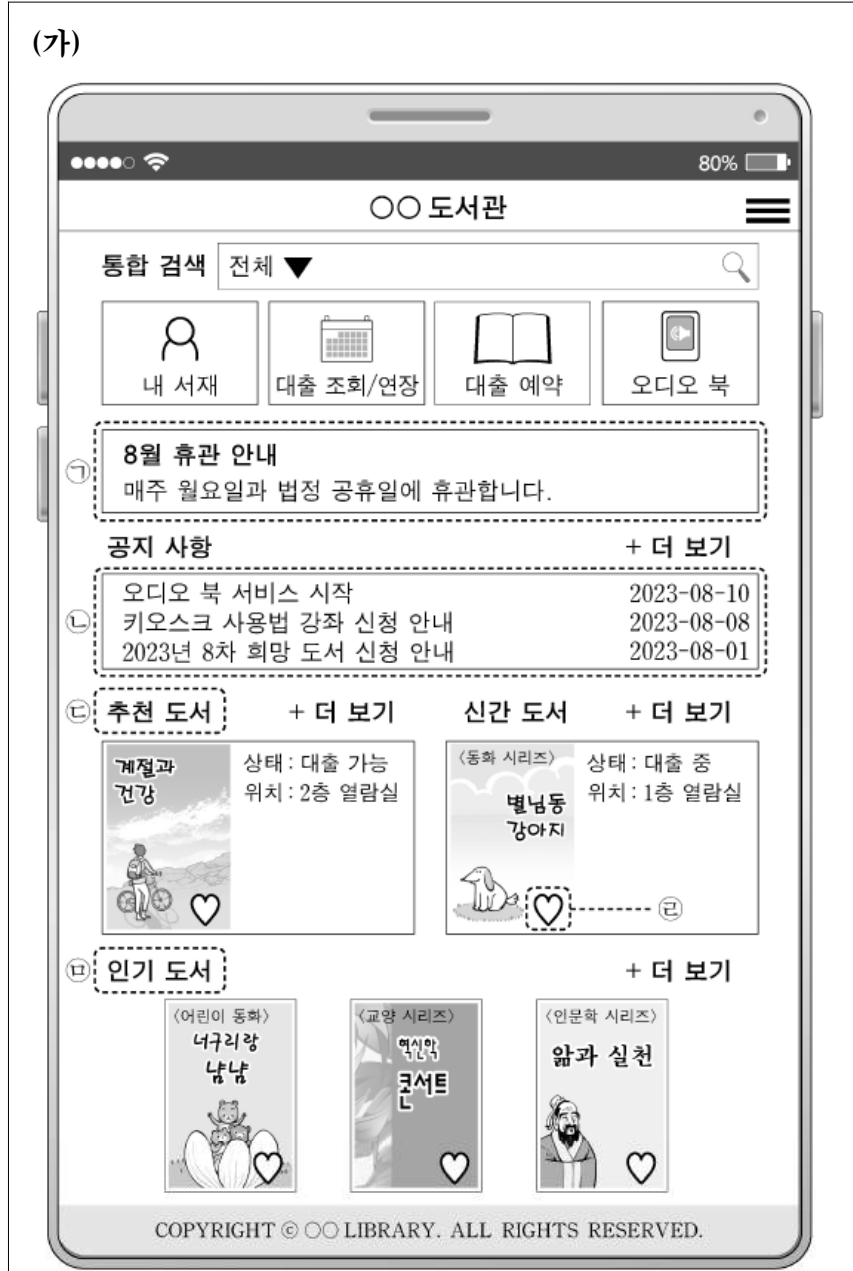 (가)
80%
○○ 도서관
통합 검색 전체 ▼
내 서재 대출 조회/연장 대출 예약 오디오 북
㉠ 8월 휴관 안내
매주 월요일과 법정 공휴일에 휴관합니다.
공지 사항 + 더 보기
오디오 북 서비스 시작 2023-08-10
㉡ 키오스크 사용법 강좌 신청 안내 2023-08-08
2023년 8차 희망 도서 신청 안내 2023-08-01
㉢ 추천 도서 + 더 보기 신간 도서 + 더 보기
계절과
건강
상태 : 대출 가능
위치 : 2층 열람실
〈동화 시리즈〉
별님동
강아지
상태 : 대출 중
위치 : 1층 열람실
㉣
㉤ 인기 도서 + 더 보기
〈어린이 동화〉
너구리랑
냠냠
〈교양 시리즈〉
혁신학
콘서트
〈인문학 시리즈〉
앎과 실천
COPYRIGHT ⓒ ○○ LIBRARY. ALL RIGHTS RESERVED.